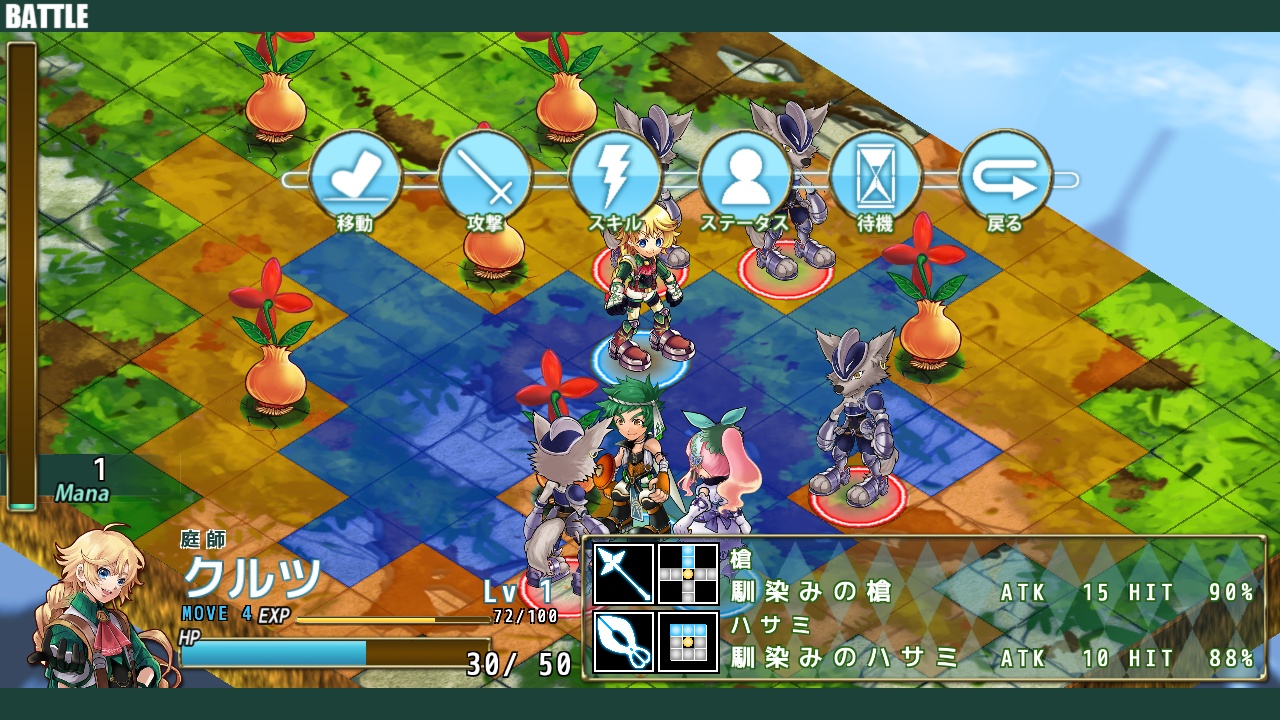 BATTLE
移動 攻撃 スキル ステータス 待機 戻る
1
Mana
庭師
クルツ
Lv 1
MOVE 4 EXP
72/100
HP
30/ 50
槍
馴染みの槍 ATK 15 HIT 90%
ハサミ
馴染みのハサミ ATK 10 HIT 88%